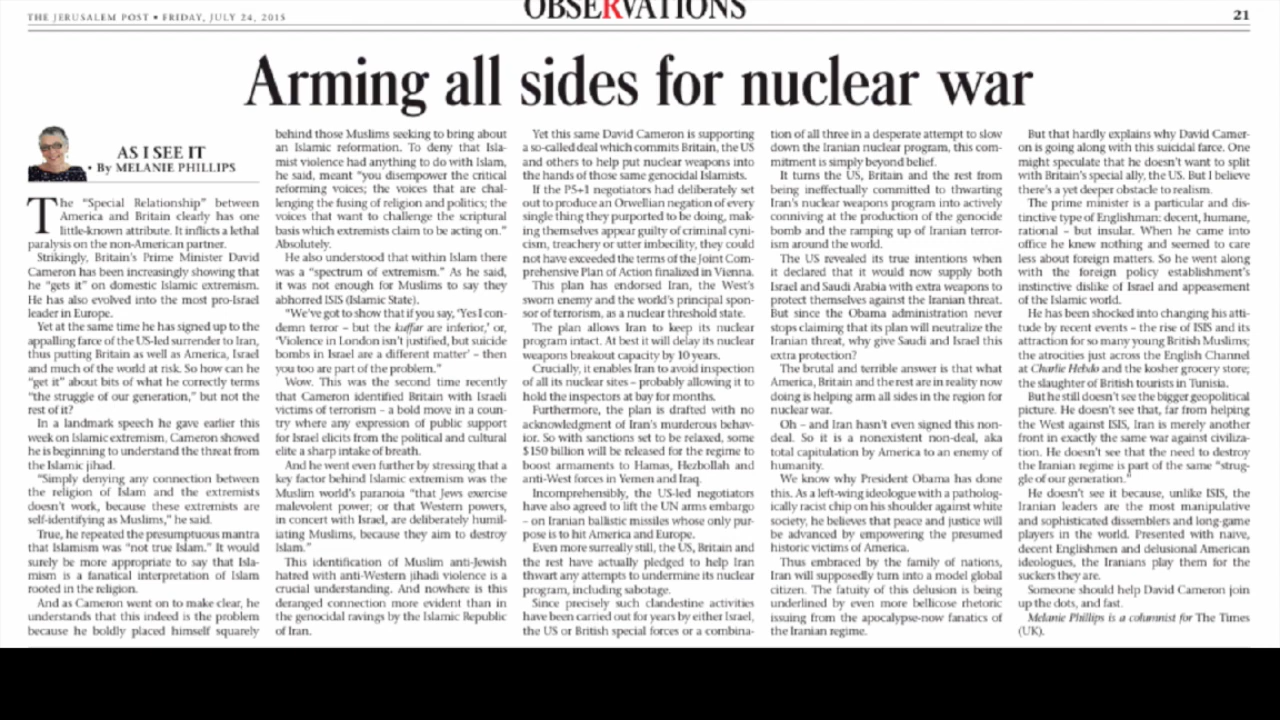 THE JERUSALEM POST • FRIDAY, JULY 24, 2015
OBSERVATIONS
21
Arming all sides for nuclear war
AS I SEE IT
• By MELANIE PHILLIPS
The “Special Relationship” between
America and Britain clearly has one
little-known attribute. It inflicts a lethal
paralysis on the non-American partner.
Strikingly, Britain’s Prime Minister David
Cameron has been increasingly showing that
he “gets it” on domestic Islamic extremism.
He has also evolved into the most pro-Israel
leader in Europe.
Yet at the same time he has signed up to the
appalling farce of the US-led surrender to Iran,
thus putting Britain as well as America, Israel
and much of the world at risk. So how can he
“get it” about bits of what he correctly terms
“the struggle of our generation,” but not the
rest of it?
In a landmark speech he gave earlier this
week on Islamic extremism, Cameron showed
he is beginning to understand the threat from
the Islamic jihad.
“Simply denying any connection between
the religion of Islam and the extremists
doesn’t work, because these extremists are
self-identifying as Muslims,” he said.
True, he repeated the presumptuous mantra
that Islamism was “not true Islam.” It would
surely be more appropriate to say that Isla-
mism is a fanatical interpretation of Islam
rooted in the religion.
And as Cameron went on to make clear, he
understands that this indeed is the problem
because he boldly placed himself squarely
behind those Muslims seeking to bring about
an Islamic reformation. To deny that Isla-
mist violence had anything to do with Islam,
he said, meant “you disempower the critical
reforming voices; the voices that are chal-
lenging the fusing of religion and politics; the
voices that want to challenge the scriptural
basis which extremists claim to be acting on.”
Absolutely.
He also understood that within Islam there
was a “spectrum of extremism.” As he said,
it was not enough for Muslims to say they
abhorred ISIS (Islamic State).
“We’ve got to show that if you say, ‘Yes I con-
demn terror – but the kuffar are inferior,’ or,
‘Violence in London isn’t justified, but suicide
bombs in Israel are a different matter’ – then
you too are part of the problem.”
Wow. This was the second time recently
that Cameron identified Britain with Israeli
victims of terrorism – a bold move in a coun-
try where any expression of public support
for Israel elicits from the political and cultural
elite a sharp intake of breath.
And he went even further by stressing that a
key factor behind Islamic extremism was the
Muslim world’s paranoia “that Jews exercise
malevolent power; or that Western powers,
in concert with Israel, are deliberately humil-
iating Muslims, because they aim to destroy
Islam.”
This identification of Muslim anti-Jewish
hatred with anti-Western jihadi violence is a
crucial understanding. And nowhere is this
deranged connection more evident than in
the genocidal ravings by the Islamic Republic
of Iran.
Yet this same David Cameron is supporting
a so-called deal which commits Britain, the US
and others to help put nuclear weapons into
the hands of those same genocidal Islamists.
If the P5+1 negotiators had deliberately set
out to produce an Orwellian negation of every
single thing they purported to be doing, mak-
ing themselves appear guilty of criminal cyni-
cism, treachery or utter imbecility, they could
not have exceeded the terms of the Joint Com-
prehensive Plan of Action finalized in Vienna.
This plan has endorsed Iran, the West’s
sworn enemy and the world’s principal spon-
sor of terrorism, as a nuclear threshold state.
The plan allows Iran to keep its nuclear
program intact. At best it will delay its nuclear
weapons breakout capacity by 10 years.
Crucially, it enables Iran to avoid inspection
of all its nuclear sites – probably allowing it to
hold the inspectors at bay for months.
Furthermore, the plan is drafted with no
acknowledgment of Iran’s murderous behav-
ior. So with sanctions set to be relaxed, some
$150 billion will be released for the regime to
boost armaments to Hamas, Hezbollah and
anti-West forces in Yemen and Iraq.
Incomprehensibly, the US-led negotiators
have also agreed to lift the UN arms embargo
– on Iranian ballistic missiles whose only pur-
pose is to hit America and Europe.
Even more surreally still, the US, Britain and
the rest have actually pledged to help Iran
thwart any attempts to undermine its nuclear
program, including sabotage.
Since precisely such clandestine activities
have been carried out for years by either Israel,
the US or British special forces or a combina-
tion of all three in a desperate attempt to slow
down the Iranian nuclear program, this com-
mitment is simply beyond belief.
It turns the US, Britain and the rest from
being ineffectually committed to thwarting
Iran’s nuclear weapons program into actively
conniving at the production of the genocide
bomb and the ramping up of Iranian terror-
ism around the world.
The US revealed its true intentions when
it declared that it would now supply both
Israel and Saudi Arabia with extra weapons to
protect themselves against the Iranian threat.
But since the Obama administration never
stops claiming that its plan will neutralize the
Iranian threat, why give Saudi and Israel this
extra protection?
The brutal and terrible answer is that what
America, Britain and the rest are in reality now
doing is helping arm all sides in the region for
nuclear war.
Oh – and Iran hasn’t even signed this non-
deal. So it is a nonexistent non-deal, aka
total capitulation by America to an enemy of
humanity.
We know why President Obama has done
this. As a left-wing ideologue with a patholog-
ically racist chip on his shoulder against white
society, he believes that peace and justice will
be advanced by empowering the presumed
historic victims of America.
Thus embraced by the family of nations,
Iran will supposedly turn into a model global
citizen. The fatuity of this delusion is being
underlined by even more bellicose rhetoric
issuing from the apocalypse-now fanatics of
the Iranian regime.
But that hardly explains why David Camer-
on is going along with this suicidal farce. One
might speculate that he doesn’t want to split
with Britain’s special ally, the US. But I believe
there’s a yet deeper obstacle to realism.
The prime minister is a particular and dis-
tinctive type of Englishman: decent, humane,
rational – but insular. When he came into
office he knew nothing and seemed to care
less about foreign matters. So he went along
with the foreign policy establishment’s
instinctive dislike of Israel and appeasement
of the Islamic world.
He has been shocked into changing his atti-
tude by recent events – the rise of ISIS and its
attraction for so many young British Muslims;
the atrocities just across the English Channel
at Charlie Hebdo and the kosher grocery store;
the slaughter of British tourists in Tunisia.
But he still doesn’t see the bigger geopolitical
picture. He doesn’t see that, far from helping
the West against ISIS, Iran is merely another
front in exactly the same war against civiliza-
tion. He doesn’t see that the need to destroy
the Iranian regime is part of the same “strug-
gle of our generation.”
He doesn’t see it because, unlike ISIS, the
Iranian leaders are the most manipulative
and sophisticated dissemblers and long-game
players in the world. Presented with naive,
decent Englishmen and delusional American
ideologues, the Iranians play them for the
suckers they are.
Someone should help David Cameron join
up the dots, and fast.
Melanie Phillips is a columnist for The Times
(UK).